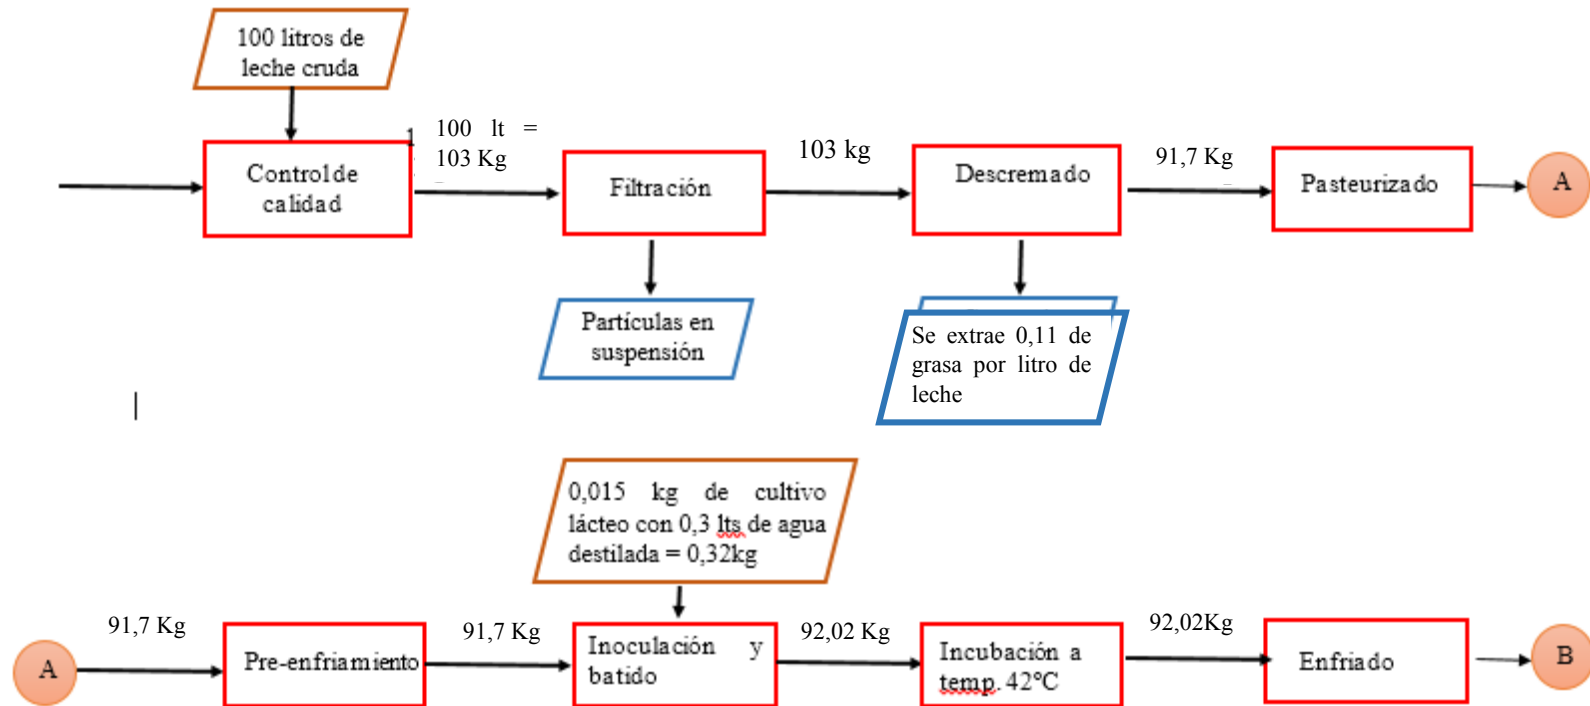 100 litros de
leche cruda
Control de
calidad
1 100 lt =
103 Kg
Filtración
103 kg
Descremado
91,7 Kg
Pasteurizado
A
Partículas en
suspensión
Se extrae 0,11 de
grasa por litro de
leche
0,015 kg de cultivo
lácteo con 0,3 lts de agua
destilada = 0,32kg
A
91,7 Kg
Pre-enfriamiento
91,7 Kg
Inoculación y
batido
92,02 Kg
Incubación a
temp. 42°C
92,02Kg
Enfriado
B